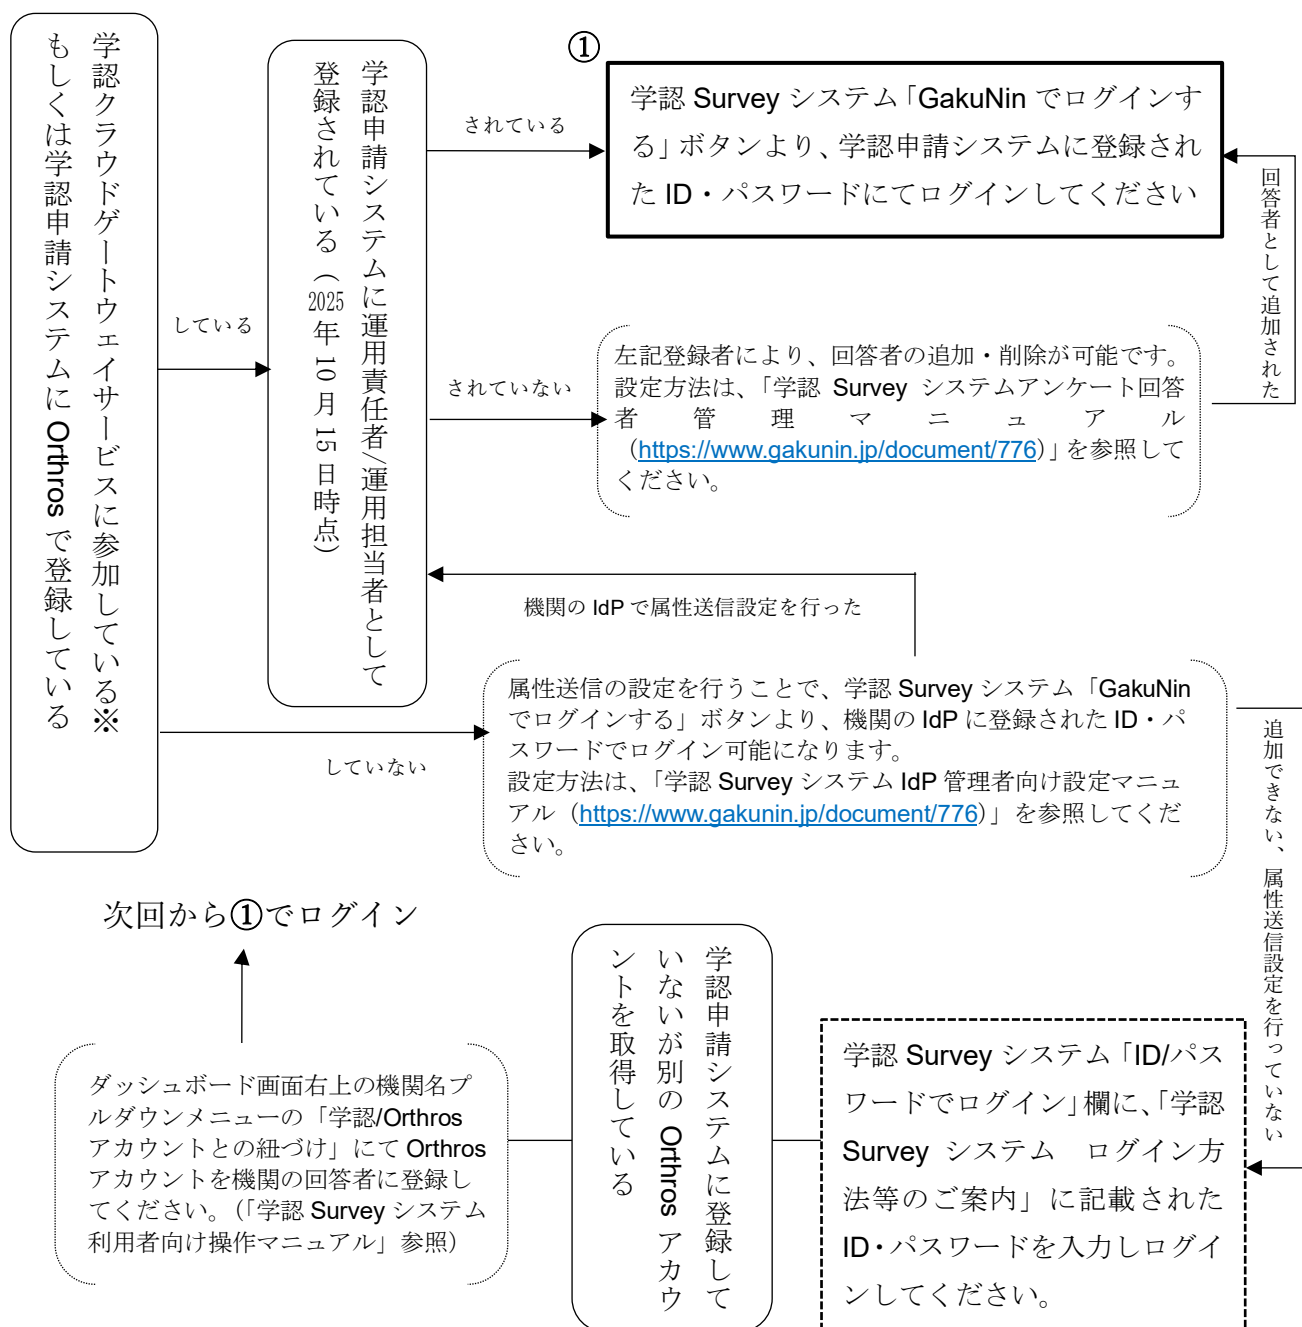 学認クラウドゲートウェイサービスに参加している※
もしくは学認申請システムに Orthros で登録している
している
学認申請システムに運用責任者/運用担当者として
登録されている（2025 年 10 月 15 日時点）
されている
①
学認 Survey システム「GakuNin でログインす
る」ボタンより、学認申請システムに登録され
た ID・パスワードにてログインしてください
回答者として追加された
されていない
左記登録者により、回答者の追加・削除が可能です。
設定方法は、「学認 Survey システムアンケート回答
者管理マニュアル
（https://www.gakunin.jp/document/776）」を参照して
ください。
機関の IdP で属性送信設定を行った
していない
属性送信の設定を行うことで、学認 Survey システム「GakuNin
でログインする」ボタンより、機関の IdP に登録された ID・パ
スワードでログイン可能になります。
設定方法は、「学認 Survey システム IdP 管理者向け設定マニュ
アル（https://www.gakunin.jp/document/776）」を参照してくだ
さい。
追加できない、属性送信設定を行っていない
次回から①でログイン
ダッシュボード画面右上の機関名プ
ルダウンメニューの「学認/Orthros
アカウントとの紐づけ」にて Orthros
アカウントを機関の回答者に登録し
てください。（「学認 Survey システム
利用者向け操作マニュアル」参照）
学認申請システムに登録して
いないが別の Orthros アカウ
ントを取得している
学認 Survey システム「ID/パス
ワードでログイン」欄に、「学認
Survey システム　ログイン方
法等のご案内」に記載された
ID・パスワードを入力しログイ
ンしてください。